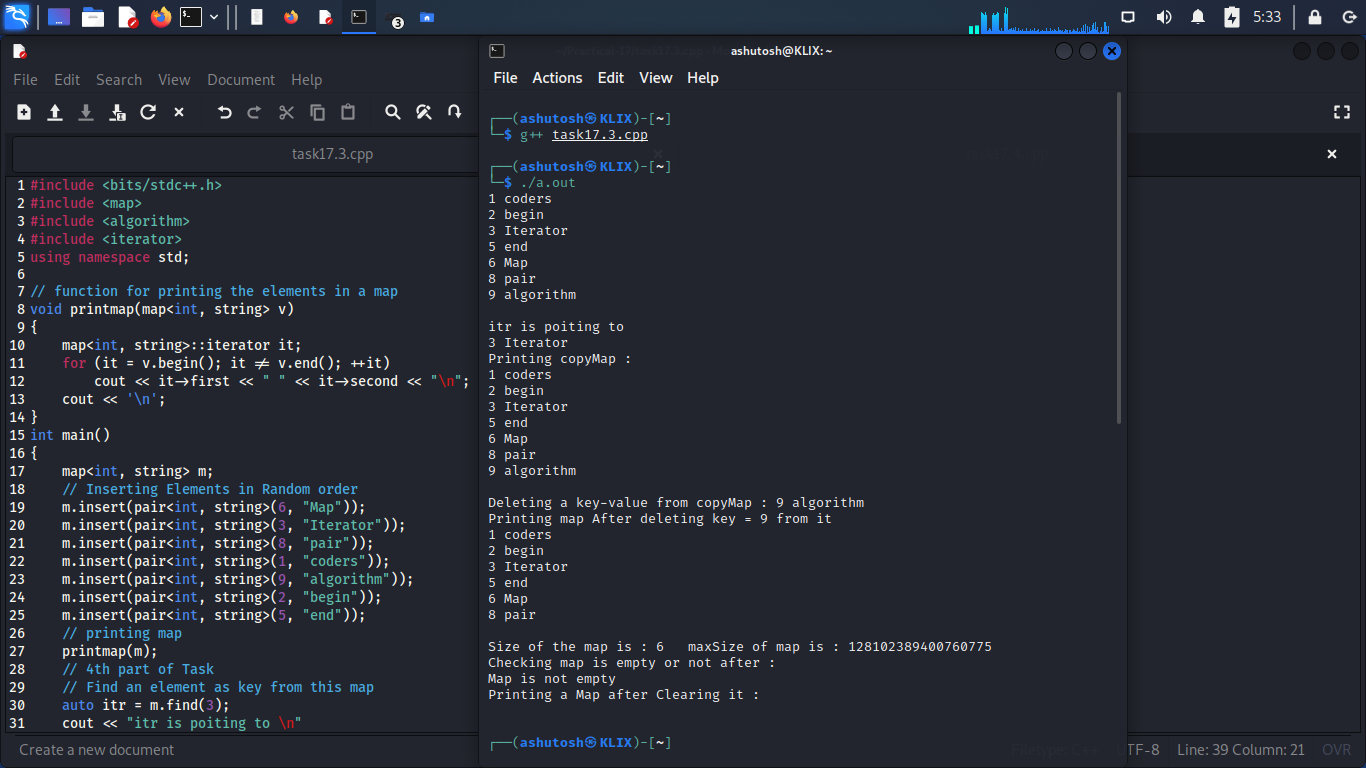 3
5:33
ashutosh@KLIX: ~
File Edit Search View Document Help
task17.3.cpp
1 #include <bits/stdc++.h>
2 #include <map>
3 #include <algorithm>
4 #include <iterator>
5 using namespace std;
6
7 // function for printing the elements in a map
8 void printmap(map<int, string> v)
9 {
10 map<int, string>::iterator it;
11 for (it = v.begin(); it != v.end(); ++it)
12 cout << it->first << " " << it->second << "\n";
13 cout << '\n';
14 }
15 int main()
16 {
17 map<int, string> m;
18 // Inserting Elements in Random order
19 m.insert(pair<int, string>(6, "Map"));
20 m.insert(pair<int, string>(3, "Iterator"));
21 m.insert(pair<int, string>(8, "pair"));
22 m.insert(pair<int, string>(1, "coders"));
23 m.insert(pair<int, string>(9, "algorithm"));
24 m.insert(pair<int, string>(2, "begin"));
25 m.insert(pair<int, string>(5, "end"));
26 // printing map
27 printmap(m);
28 // 4th part of Task
29 // Find an element as key from this map
30 auto itr = m.find(3);
31 cout << "itr is poiting to \n"
Create a new document
File Actions Edit View Help
┌──(ashutosh㉿KLIX)-[~]
└─$ g++ task17.3.cpp
┌──(ashutosh㉿KLIX)-[~]
└─$ ./a.out
1 coders
2 begin
3 Iterator
5 end
6 Map
8 pair
9 algorithm
itr is poiting to
3 Iterator
Printing copyMap :
1 coders
2 begin
3 Iterator
5 end
6 Map
8 pair
9 algorithm
Deleting a key-value from copyMap : 9 algorithm
Printing map After deleting key = 9 from it
1 coders
2 begin
3 Iterator
5 end
6 Map
8 pair
Size of the map is : 6 maxSize of map is : 128102389400760775
Checking map is empty or not after :
Map is not empty
Printing a Map after Clearing it :
┌──(ashutosh㉿KLIX)-[~]
UTF-8 Line: 39 Column: 21 OVR